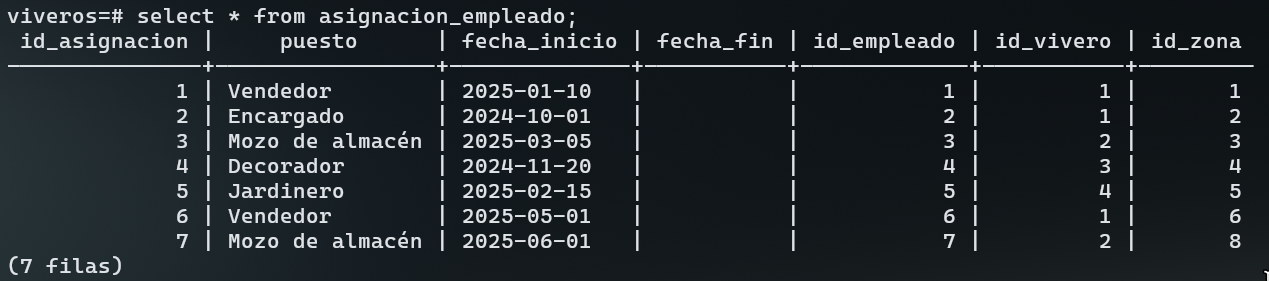 viveros=# select * from asignacion_empleado;
 id_asignacion |     puesto      | fecha_inicio | fecha_fin | id_empleado | id_vivero | id_zona
---------------+-----------------+--------------+-----------+-------------+-----------+---------
             1 | Vendedor        | 2025-01-10   |           |           1 |         1 |       1
             2 | Encargado       | 2024-10-01   |           |           2 |         1 |       2
             3 | Mozo de almacén | 2025-03-05   |           |           3 |         2 |       3
             4 | Decorador       | 2024-11-20   |           |           4 |         3 |       4
             5 | Jardinero       | 2025-02-15   |           |           5 |         4 |       5
             6 | Vendedor        | 2025-05-01   |           |           6 |         1 |       6
             7 | Mozo de almacén | 2025-06-01   |           |           7 |         2 |       8
(7 filas)